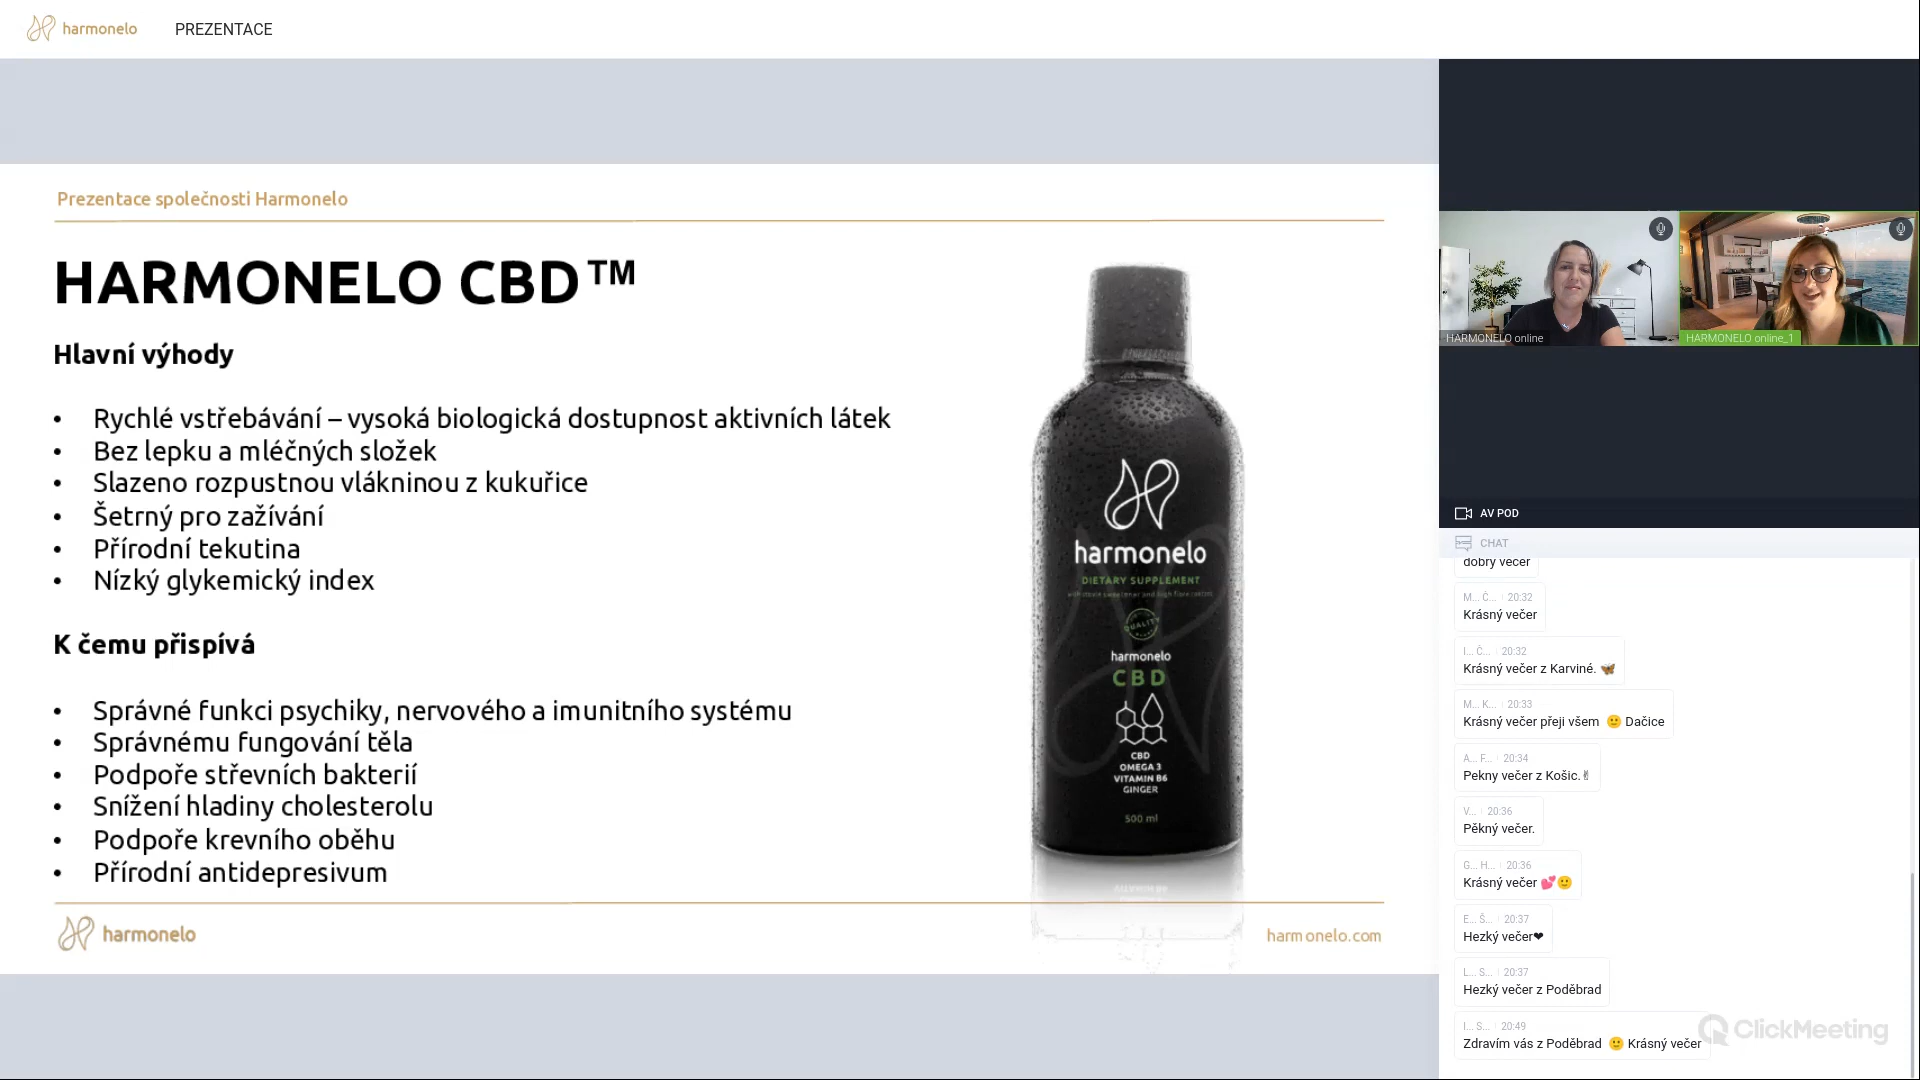 harmonelo
PREZENTACE
Prezentace společnosti Harmonelo
HARMONELO CBD™
Hlavní výhody
• Rychlé vstřebávání – vysoká biologická dostupnost aktivních látek
• Bez lepku a mléčných složek
• Slazeno rozpustnou vlákninou z kukuřice
• Šetrný pro zažívání
• Přírodní tekutina
• Nízký glykemický index
K čemu přispívá
• Správné funkci psychiky, nervového a imunitního systému
• Správnému fungování těla
• Podpoře střevních bakterií
• Snížení hladiny cholesterolu
• Podpoře krevního oběhu
• Přírodní antidepresivum
harmonelo
harmonelo.com
harmonelo
DIETARY SUPPLEMENT
QUALITY
harmonelo
CBD
CBD
OMEGA 3
VITAMIN B6
GINGER
500 ml
HARMONELO online
HARMONELO online_1
AV POD
CHAT
dobrý večer
M... Č... 20:32
Krásný večer
I... Č... 20:32
Krásný večer z Karviné. 🦋
M... K... 20:33
Krásný večer přeji všem 🙂 Dačice
A... F... 20:34
Pekny večer z Košic.✌
V... 20:36
Pěkný večer.
G... H... 20:36
Krásný večer 💕🙂
E... Š... 20:37
Hezký večer❤
L... S... 20:37
Hezký večer z Poděbrad
I... S... 20:49
Zdravím vás z Poděbrad 🙂 Krásný večer
ClickMeeting